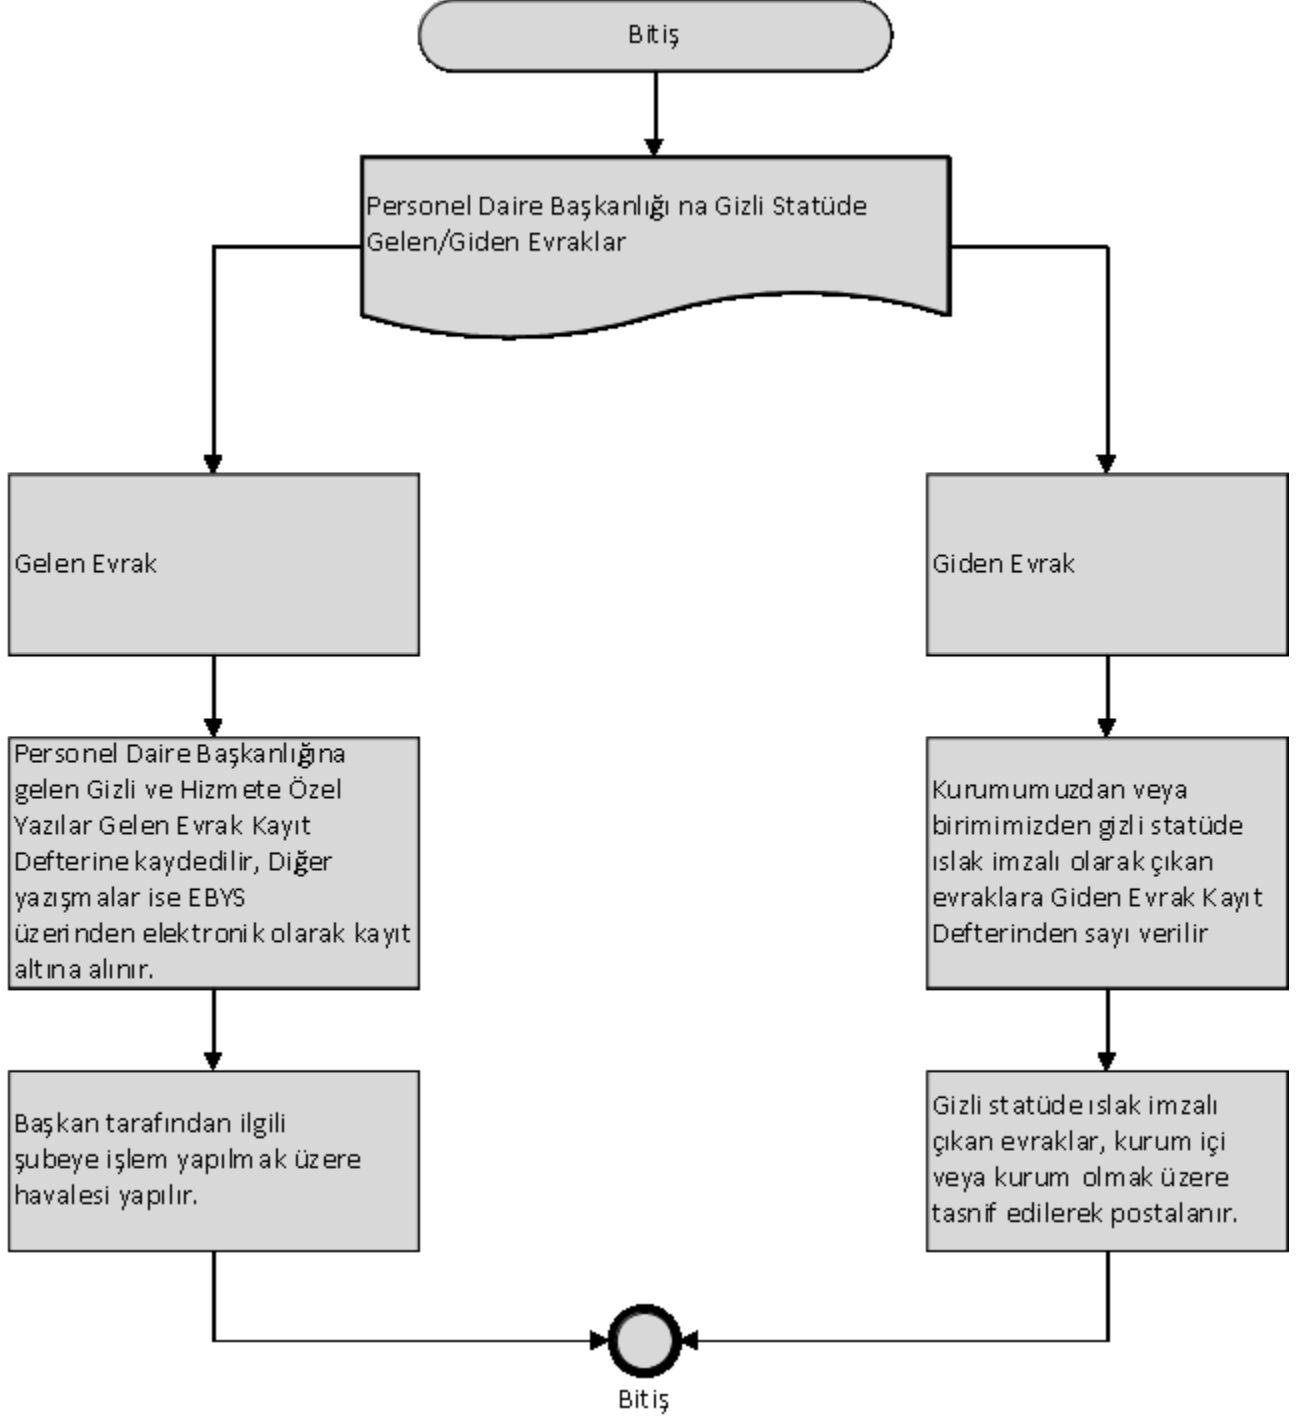 Bitiş
Personel Daire Başkanlığı na Gizli Statüde
Gelen/Giden Evraklar
Gelen Evrak
Giden Evrak
Personel Daire Başkanlığına
gelen Gizli ve Hizmete Özel
Yazılar Gelen Evrak Kayıt
Defterine kaydedilir, Diğer
yazışmalar ise EBYS
üzerinden elektronik olarak kayıt
altına alınır.
Kurumumuzdan veya
birimimizden gizli statüde
ıslak imzalı olarak çıkan
evraklara Giden Evrak Kayıt
Defterinden sayı verilir
Başkan tarafından ilgili
şubeye işlem yapılmak üzere
havalesi yapılır.
Gizli statüde ıslak imzalı
çıkan evraklar, kurum içi
veya kurum olmak üzere
tasnif edilerek postalanır.
Bitiş